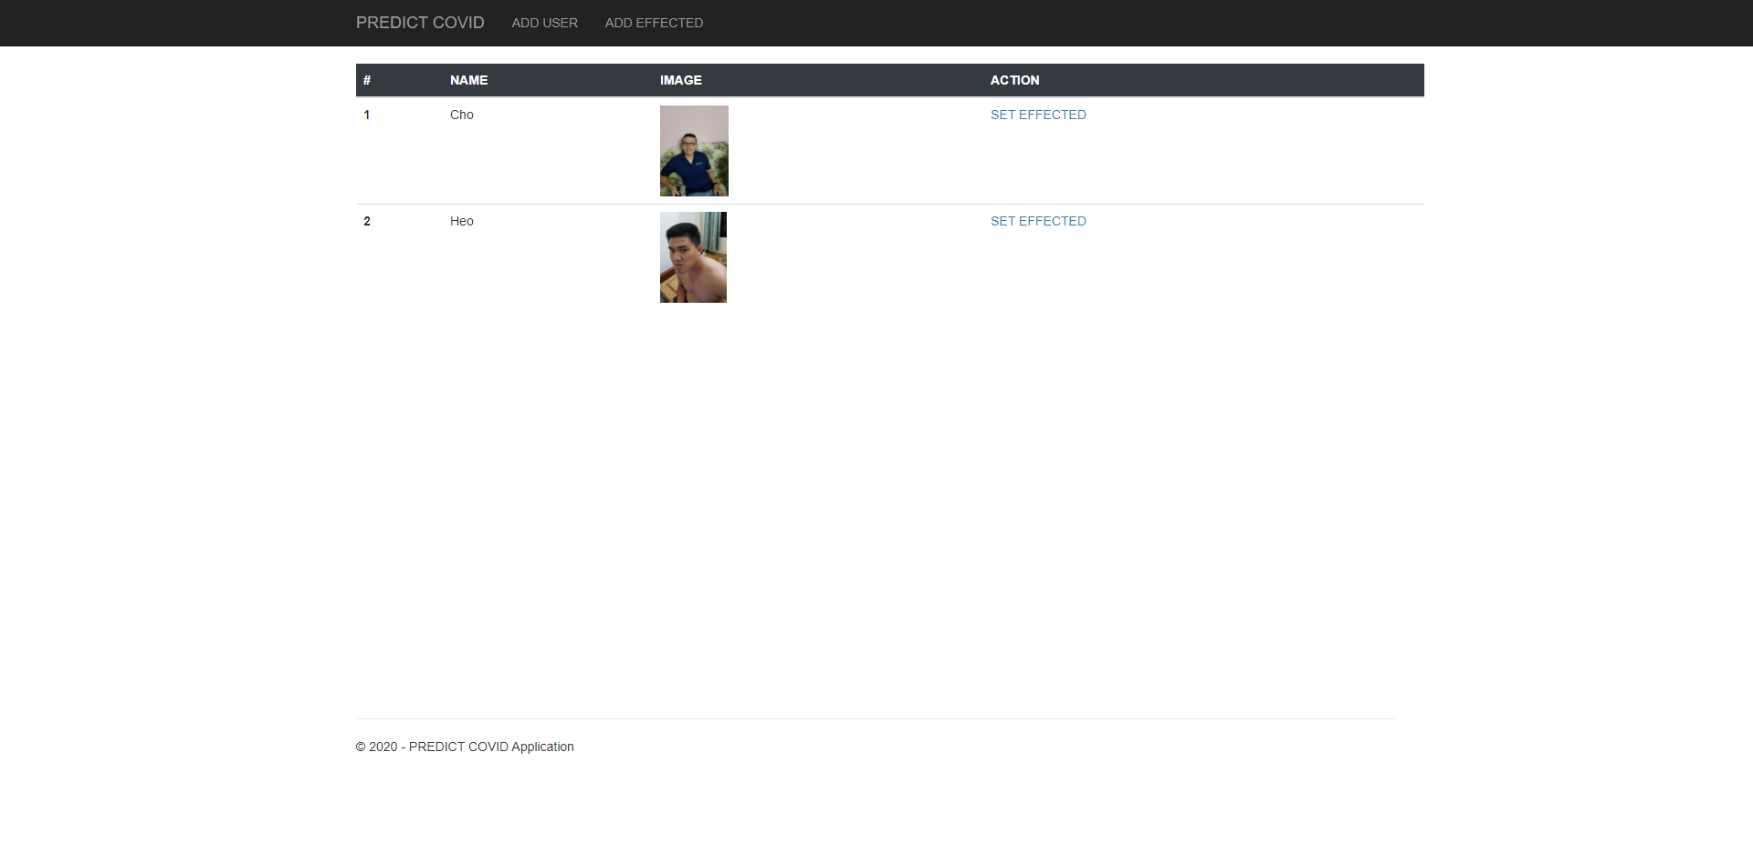 PREDICT COVID ADD USER ADD EFFECTED
# NAME IMAGE ACTION
1 Cho SET EFFECTED
2 Heo SET EFFECTED
© 2020 - PREDICT COVID Application